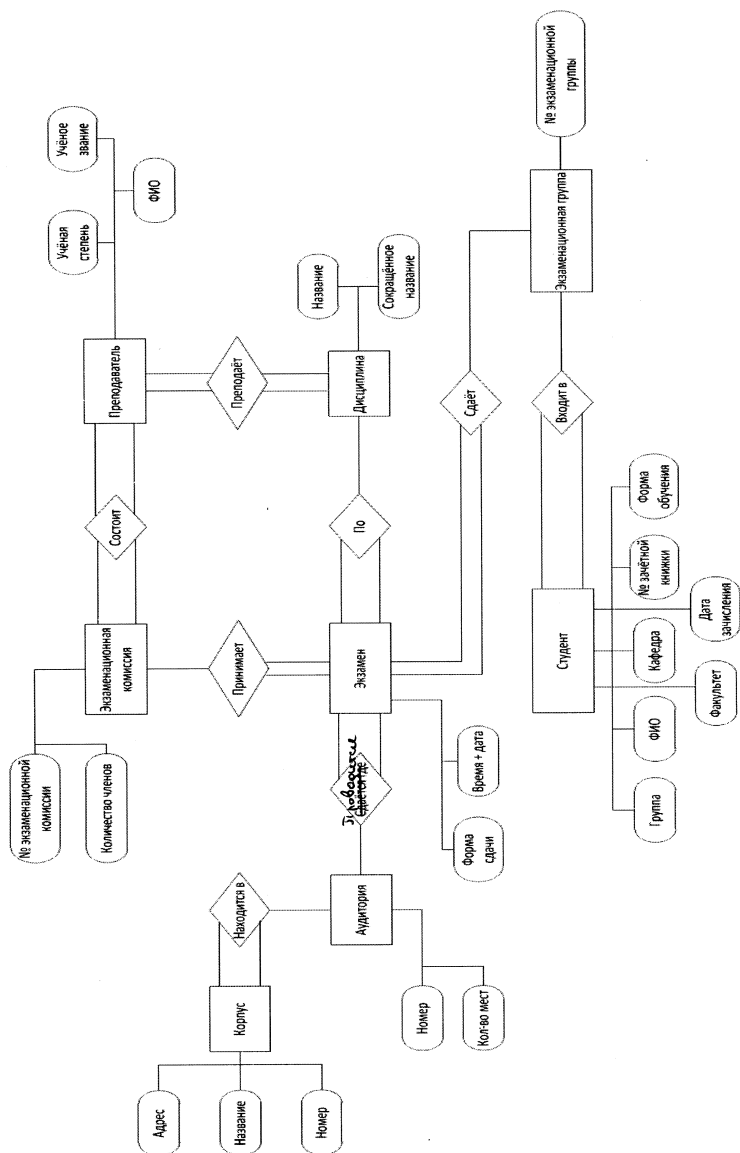 № экзаменационной
комиссии
Количество членов
Экзаменационная
комиссия
Состоит
Преподаватель
Учёная
степень
Учёное
звание
ФИО
Адрес
Название
Номер
Корпус
Находится в
Принимает
Преподаёт
Аудитория
Проводится
Сдаётся где
Экзамен
По
Дисциплина
Название
Сокращённое
название
Номер
Кол-во мест
Форма
сдачи
Время + дата
Сдаёт
Студент
Входит в
Экзаменационная группа
№ экзаменационной
группы
Группа
ФИО
Кафедра
№ зачётной
книжки
Форма
обучения
Факультет
Дата
зачисления